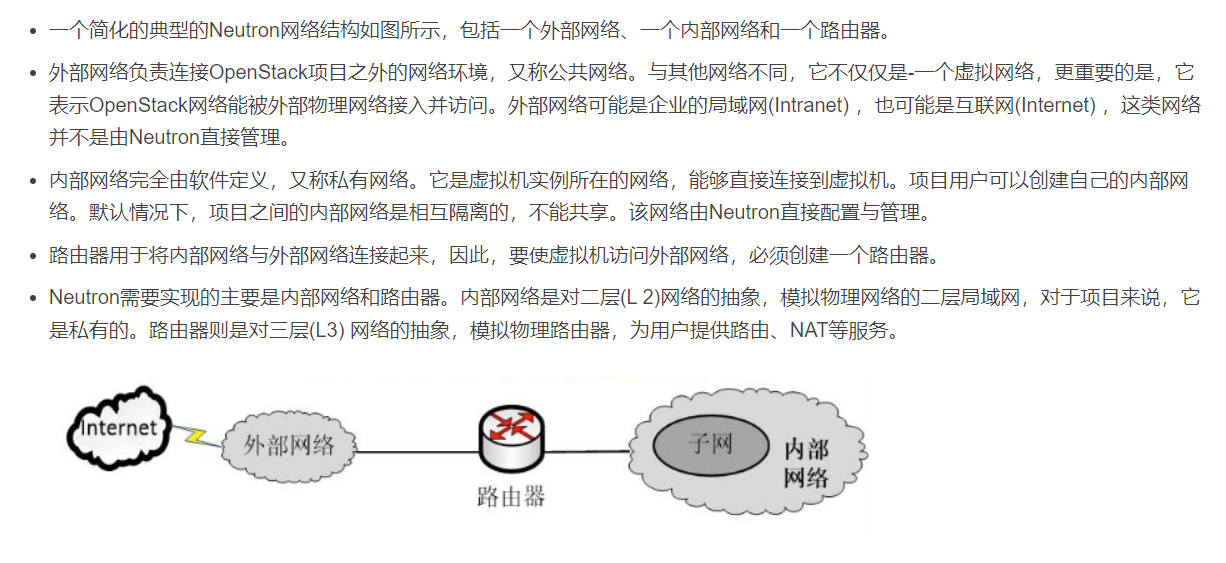 一个简化的典型的Neutron网络结构如图所示，包括一个外部网络、一个内部网络和一个路由器。
外部网络负责连接OpenStack项目之外的网络环境，又称公共网络。与其他网络不同，它不仅仅是-一个虚拟网络，更重要的是，它
表示OpenStack网络能被外部物理网络接入并访问。外部网络可能是企业的局域网(Intranet) ，也可能是互联网(Internet) ，这类网络
并不是由Neutron直接管理。
内部网络完全由软件定义，又称私有网络。它是虚拟机实例所在的网络，能够直接连接到虚拟机。项目用户可以创建自己的内部网
络。默认情况下，项目之间的内部网络是相互隔离的，不能共享。该网络由Neutron直接配置与管理。
路由器用于将内部网络与外部网络连接起来，因此，要使虚拟机访问外部网络，必须创建一个路由器。
Neutron需要实现的主要是内部网络和路由器。内部网络是对二层(L 2)网络的抽象，模拟物理网络的二层局域网，对于项目来说，它
是私有的。路由器则是对三层(L3) 网络的抽象，模拟物理路由器，为用户提供路由、NAT等服务。
Internet
外部网络
路由器
子网
内部
网络